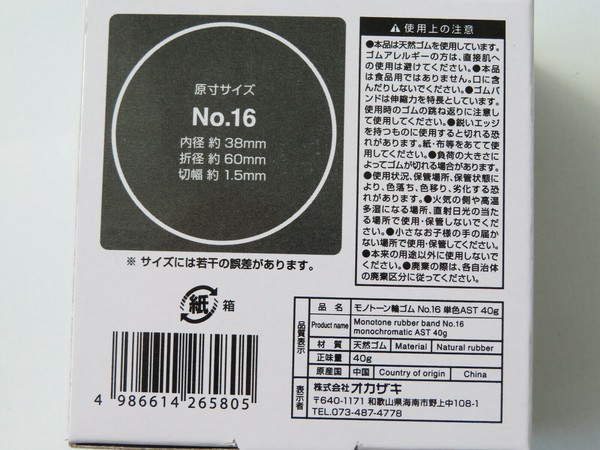 原寸サイズ
No.16
内径 約 38mm
折径 約 60mm
切幅 約 1.5mm
※ サイズには若干の誤差があります。
紙 箱
4 986614 265805
⚠ 使用上の注意
●本品は天然ゴムを使用しています。
ゴムアレルギーの方は、直接肌へ
の使用は避けてください。●本品
は食品用ではありません。口に含
んだりしないでください。●ゴムバ
ンドは伸縮力を特長としています。
使用時のゴムの跳ね返りに注意し
て使用してください。●鋭いエッジ
を持つものに使用すると切れる恐
れがあります。紙・布等をあてて使
用してください。●負荷の大きさに
よってゴムが切れる場合があります。
●使用状況、保管場所、保管状態に
より、色落ち、色移り、劣化する恐
れがあります。●火気の側や高温
多湿になる場所、直射日光の当た
る場所で使用・保管しないでくださ
い。●小さなお子様の手の届か
ない場所で使用・保管してください。
●本来の用途以外に使用しないで
ください。●廃棄の際は、各自治体
の廃棄区分に従ってください。
品質表示
品 名 モノトーン輪ゴム No.16 単色AST 40g
Product name Monotone rubber band No.16
monochromatic AST 40g
材 質 天然ゴム Material Natural rubber
正味量 40g
原産国 中国 Country of origin China
表示者
株式会社オカザキ
〒640-1171 和歌山県海南市野上中108-1
TEL.073-487-4778